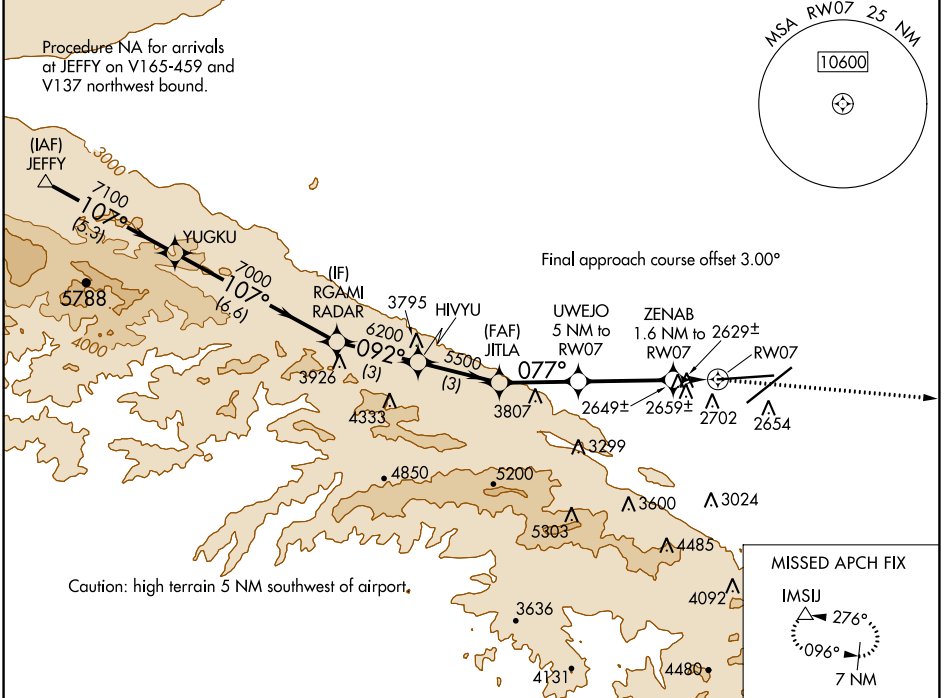 MSA RW07 25 NM
10600
Procedure NA for arrivals
at JEFFY on V165-459 and
V137 northwest bound.
(IAF)
JEFFY
3000
7100
107°
(5.3)
YUGKU
7000
107°
(6.6)
(IF)
RGAMI
RADAR
3795
HIVYU
6200
092°
(3)
5500
(3)
(FAF)
JITLA
Final approach course offset 3.00°
UWEJO
5 NM to
RW07
ZENAB
1.6 NM to
RW07
2629±
RW07
077°
5788
4000
3926
4333
3807
2649±
2659±
2702
2654
3299
4850
5200
3600
3024
5303
4485
4092
Caution: high terrain 5 NM southwest of airport.
3636
4131
4480
MISSED APCH FIX
IMSIJ
276°
096°
7 NM